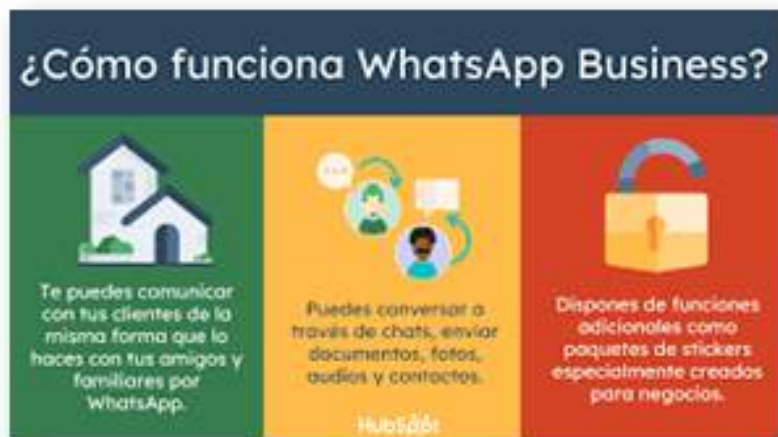 ¿Cómo funciona WhatsApp Business?
Te puedes comunicar
con tus clientes de la
misma forma que lo
haces con tus amigos y
familiares por
WhatsApp.
Puedes conversar a
través de chats, enviar
documentos, fotos,
audios y contactos.
Dispones de funciones
adicionales como
paquetes de stickers
especialmente creados
para negocios.
HubSpot